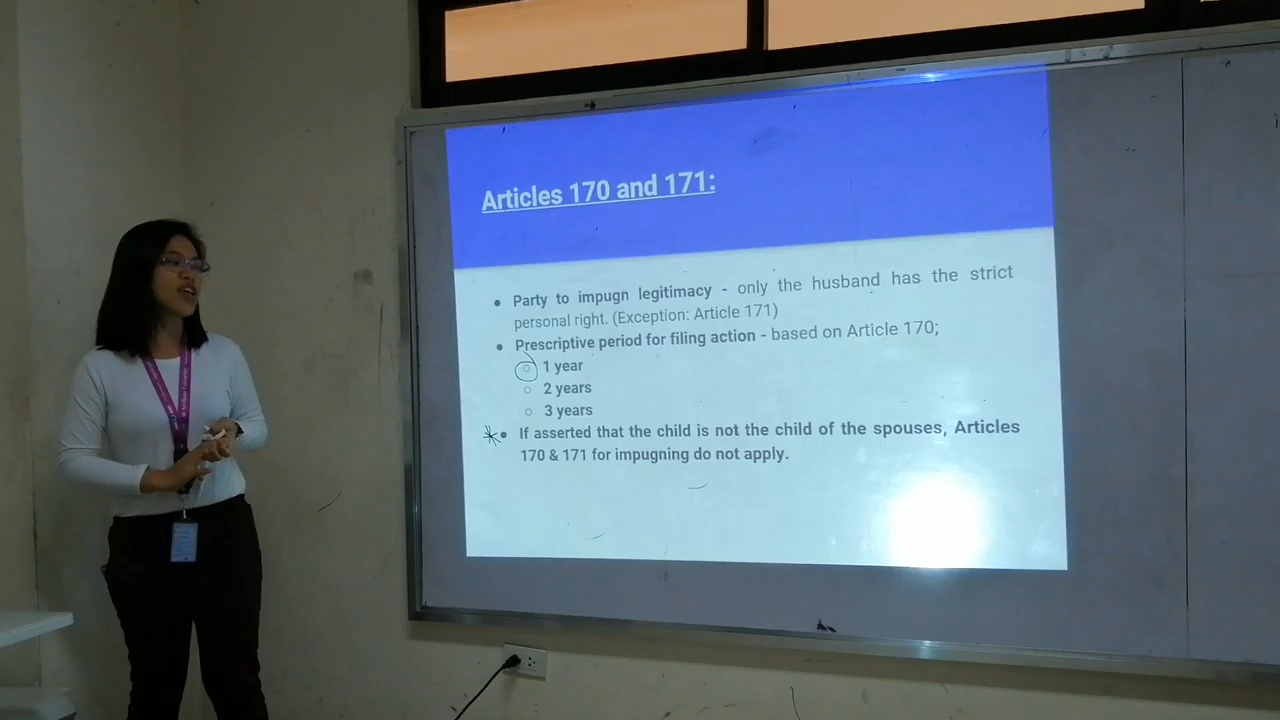 Articles 170 and 171:
Party to impugn legitimacy - only the husband has the strict
personal right. (Exception: Article 171)
Prescriptive period for filing action - based on Article 170;
1 year
2 years
3 years
If asserted that the child is not the child of the spouses, Articles
170 & 171 for impugning do not apply.